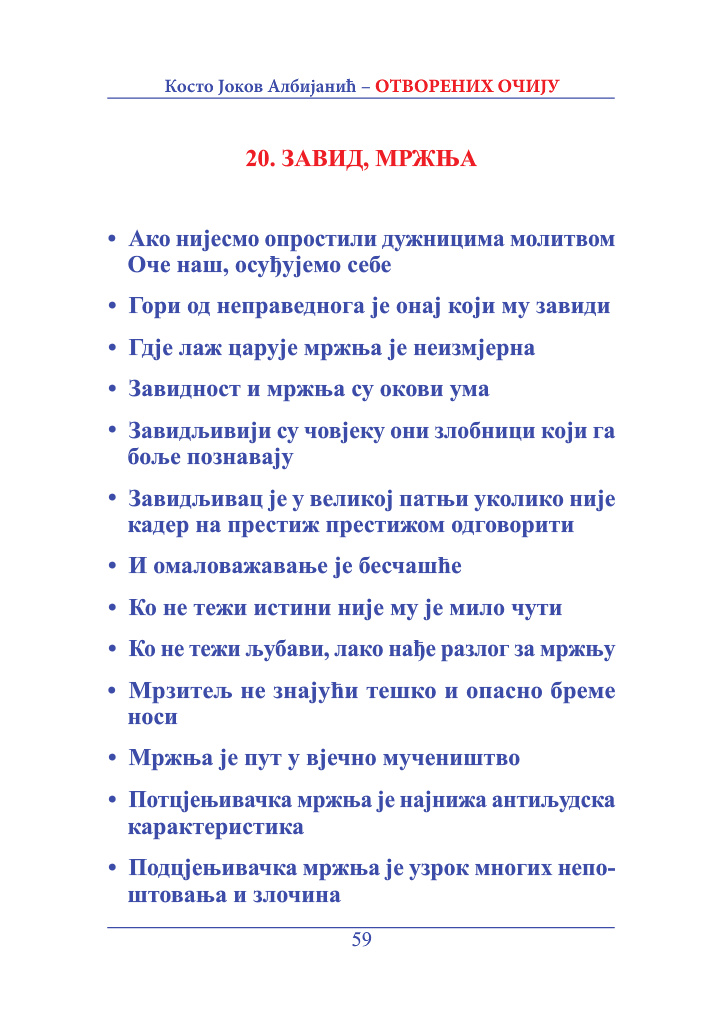 Косто Јоков Албијанић – ОТВОРЕНИХ ОЧИЈУ
20. ЗАВИД, МРЖЊА
• Ако нијесмо опростили дужницима молитвом
Оче наш, осуђујемо себе
• Гори од неправеднога је онај који му завиди
• Гдје лаж царује мржња је неизмјерна
• Завидност и мржња су окови ума
• Завидљивији су човјеку они злобници који га
боље познавају
• Завидљивац је у великој патњи уколико није
кадер на престиж престижом одговорити
• И омаловажавање је бесчашће
• Ко не тежи истини није му је мило чути
• Ко не тежи љубави, лако нађе разлог за мржњу
• Мрзитељ не знајући тешко и опасно бреме
носи
• Мржња је пут у вјечно мучеништво
• Потцјењивачка мржња је најнижа антиљудска
карактеристика
• Подцјењивачка мржња је узрок многих непо-
штовања и злочина
59